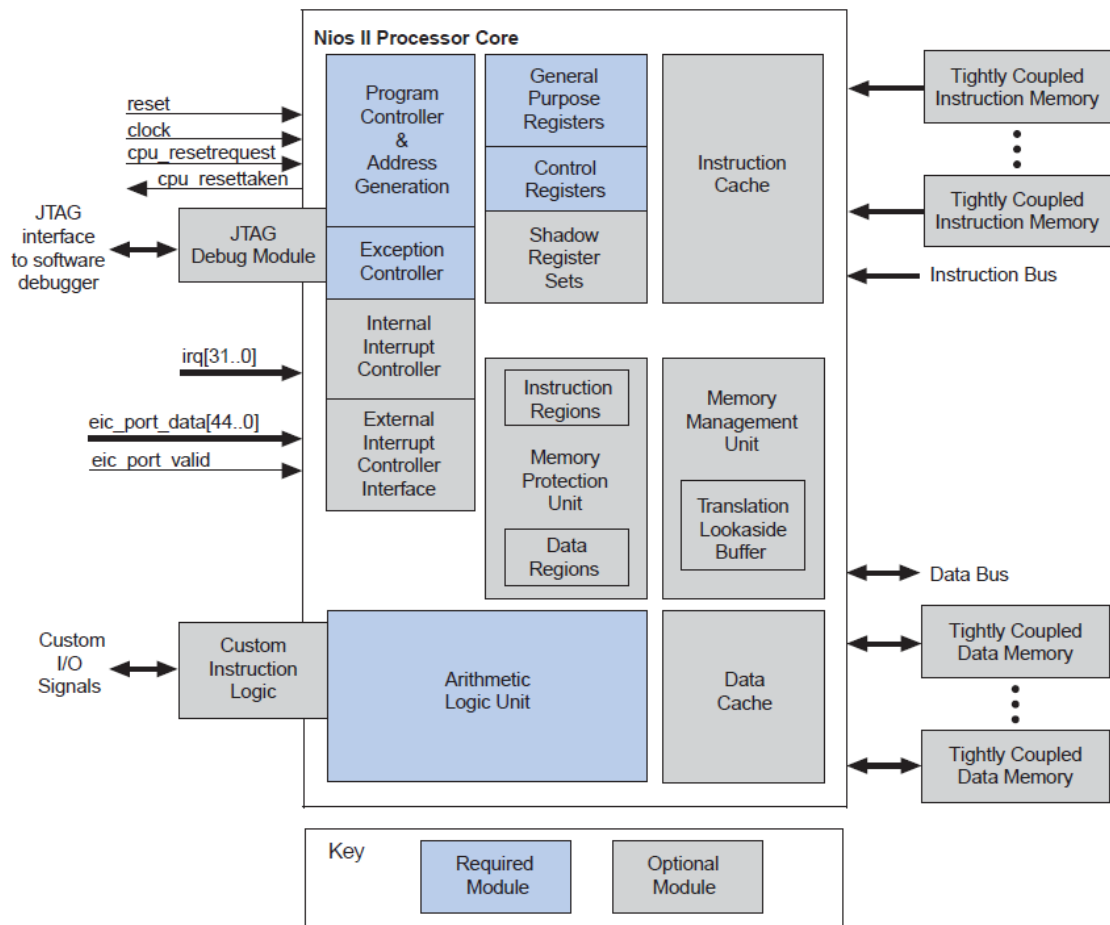 Nios II Processor Core
reset
clock
cpu_resetrequest
cpu_resettaken
JTAG
interface
to software
debugger
JTAG
Debug Module
irq[31..0]
eic_port_data[44..0]
eic_port_valid
Custom
I/O
Signals
Custom
Instruction
Logic
Program
Controller
&
Address
Generation
Exception
Controller
Internal
Interrupt
Controller
External
Interrupt
Controller
Interface
General
Purpose
Registers
Control
Registers
Shadow
Register
Sets
Instruction
Cache
Instruction
Regions
Memory
Protection
Unit
Data
Regions
Memory
Management
Unit
Translation
Lookaside
Buffer
Arithmetic
Logic Unit
Data
Cache
Tightly Coupled
Instruction Memory
Tightly Coupled
Instruction Memory
Instruction Bus
Data Bus
Tightly Coupled
Data Memory
Tightly Coupled
Data Memory
Key
Required
Module
Optional
Module